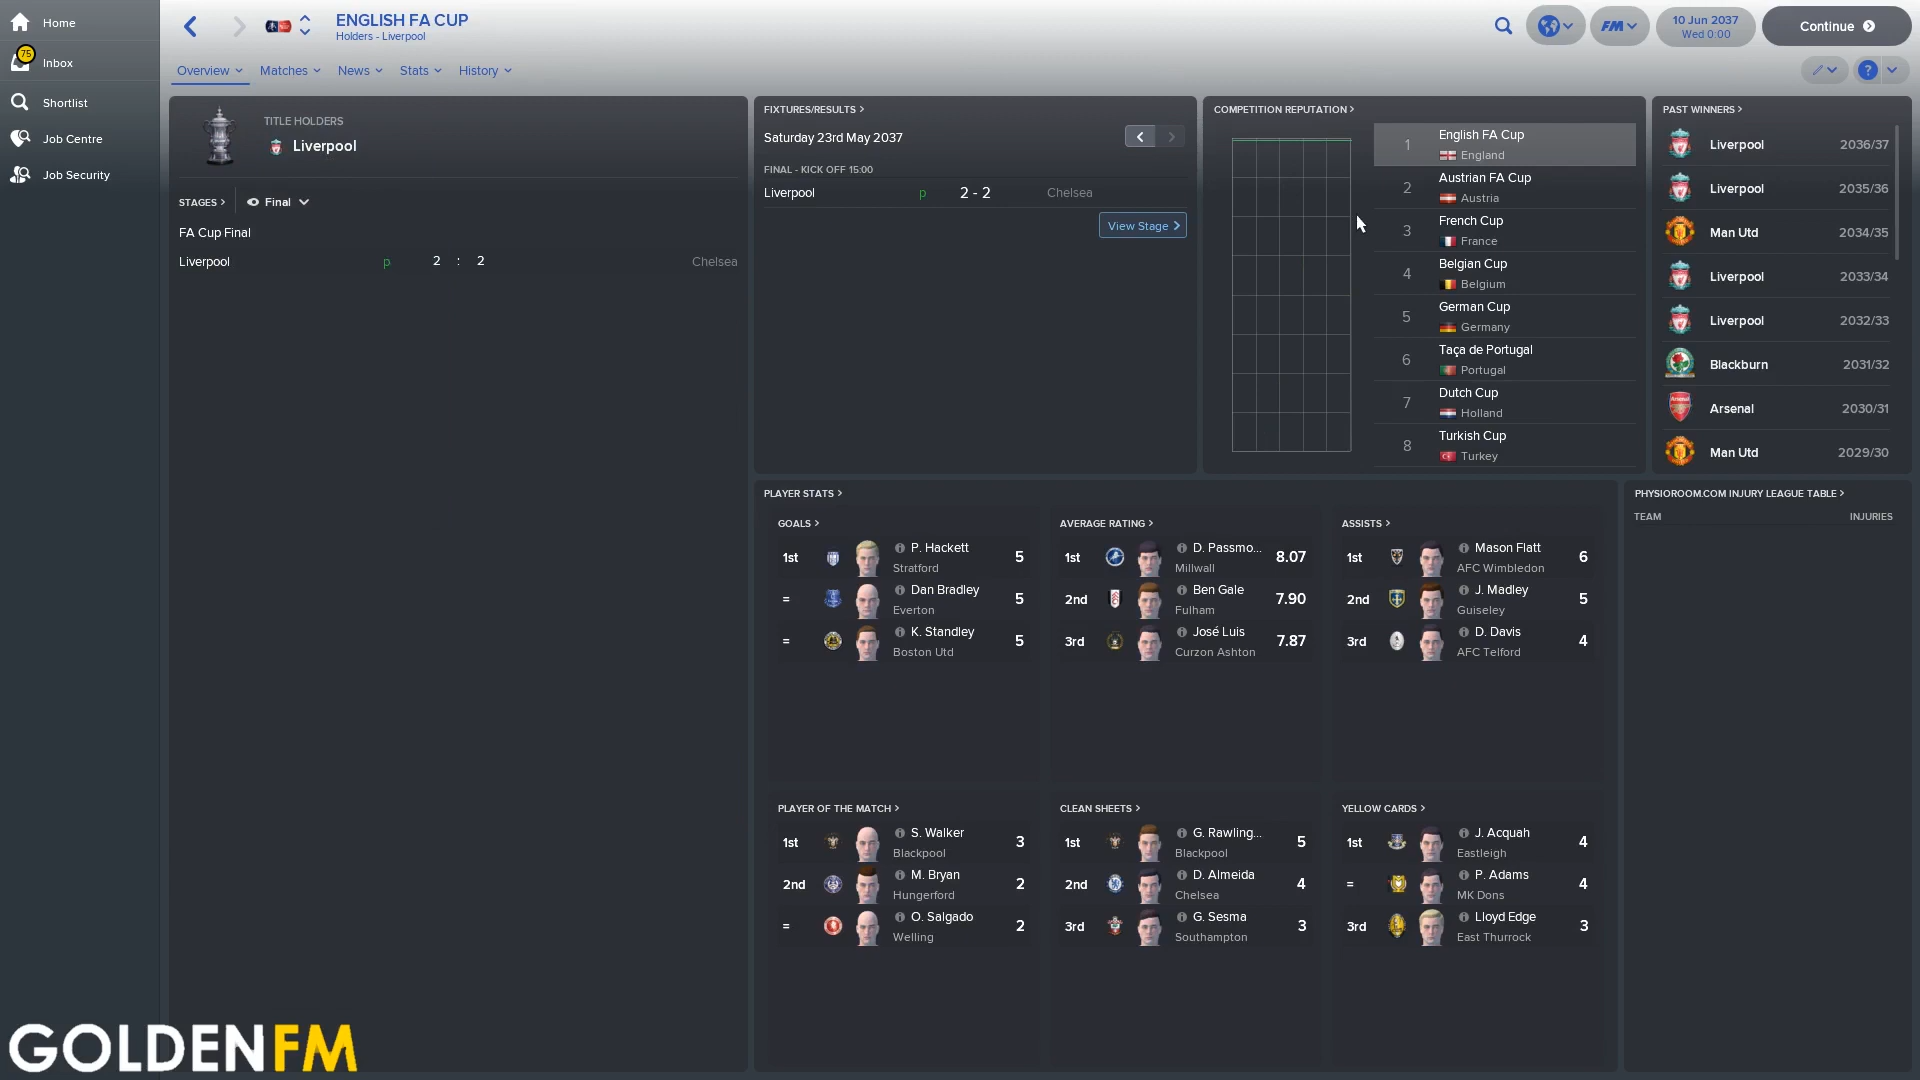 Home
75
Inbox
Shortlist
Job Centre
Job Security
ENGLISH FA CUP
Holders - Liverpool
FM
10 Jun 2037
Wed 0:00
Continue
Overview
Matches
News
Stats
History
?
TITLE HOLDERS
Liverpool
STAGES >
Final
FA Cup Final
Liverpool p 2 : 2 Chelsea
FIXTURES/RESULTS >
Saturday 23rd May 2037
FINAL - KICK OFF 15:00
Liverpool p 2 - 2 Chelsea
View Stage >
COMPETITION REPUTATION >
1 English FA Cup
England
2 Austrian FA Cup
Austria
3 French Cup
France
4 Belgian Cup
Belgium
5 German Cup
Germany
6 Taça de Portugal
Portugal
7 Dutch Cup
Holland
8 Turkish Cup
Turkey
PAST WINNERS >
Liverpool 2036/37
Liverpool 2035/36
Man Utd 2034/35
Liverpool 2033/34
Liverpool 2032/33
Blackburn 2031/32
Arsenal 2030/31
Man Utd 2029/30
PLAYER STATS >
GOALS >
1st P. Hackett 5
Stratford
= Dan Bradley 5
Everton
= K. Standley 5
Boston Utd
AVERAGE RATING >
1st D. Passmo... 8.07
Millwall
2nd Ben Gale 7.90
Fulham
3rd José Luis 7.87
Curzon Ashton
ASSISTS >
1st Mason Flatt 6
AFC Wimbledon
2nd J. Madley 5
Guiseley
3rd D. Davis 4
AFC Telford
PLAYER OF THE MATCH >
1st S. Walker 3
Blackpool
2nd M. Bryan 2
Hungerford
= O. Salgado 2
Welling
CLEAN SHEETS >
1st G. Rawling... 5
Blackpool
2nd D. Almeida 4
Chelsea
3rd G. Sesma 3
Southampton
YELLOW CARDS >
1st J. Acquah 4
Eastleigh
= P. Adams 4
MK Dons
3rd Lloyd Edge 3
East Thurrock
PHYSIOROOM.COM INJURY LEAGUE TABLE >
TEAM INJURIES
GOLDENFM